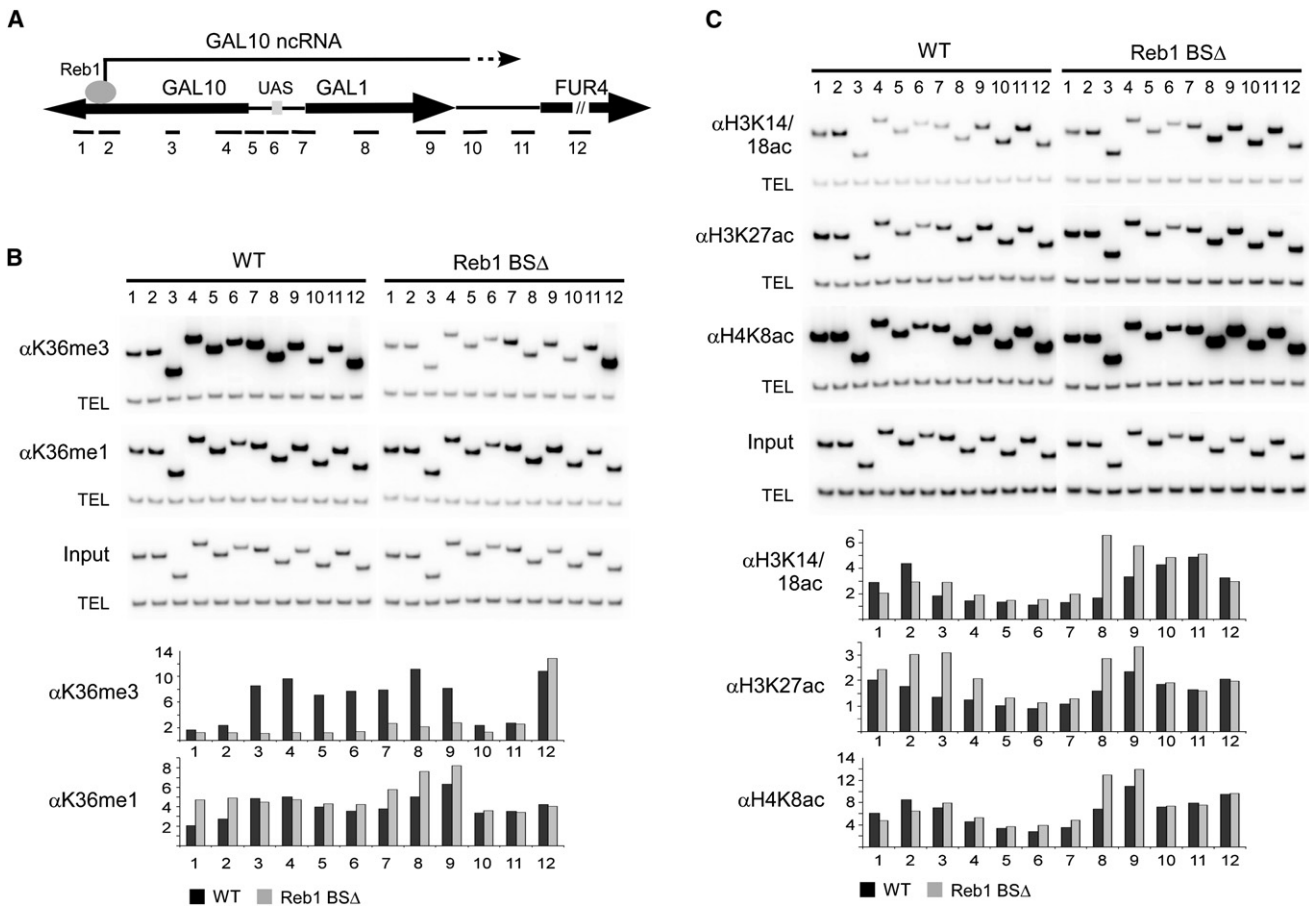 A
GAL10 ncRNA
Reb1
GAL10 UAS GAL1 FUR4
//
1 2 3 4 5 6 7 8 9 10 11 12
B
WT Reb1 BSΔ
1 2 3 4 5 6 7 8 9 10 11 12 1 2 3 4 5 6 7 8 9 10 11 12
αK36me3
TEL
αK36me1
TEL
Input
TEL
αK36me3
14
10
6
2
1 2 3 4 5 6 7 8 9 10 11 12
αK36me1
8
6
4
2
1 2 3 4 5 6 7 8 9 10 11 12
WT Reb1 BSΔ
C
WT Reb1 BSΔ
1 2 3 4 5 6 7 8 9 10 11 12 1 2 3 4 5 6 7 8 9 10 11 12
αH3K14/
18ac
TEL
αH3K27ac
TEL
αH4K8ac
TEL
Input
TEL
αH3K14/
18ac
6
4
2
1 2 3 4 5 6 7 8 9 10 11 12
αH3K27ac
3
2
1
1 2 3 4 5 6 7 8 9 10 11 12
αH4K8ac
14
12
8
4
1 2 3 4 5 6 7 8 9 10 11 12
WT Reb1 BSΔ